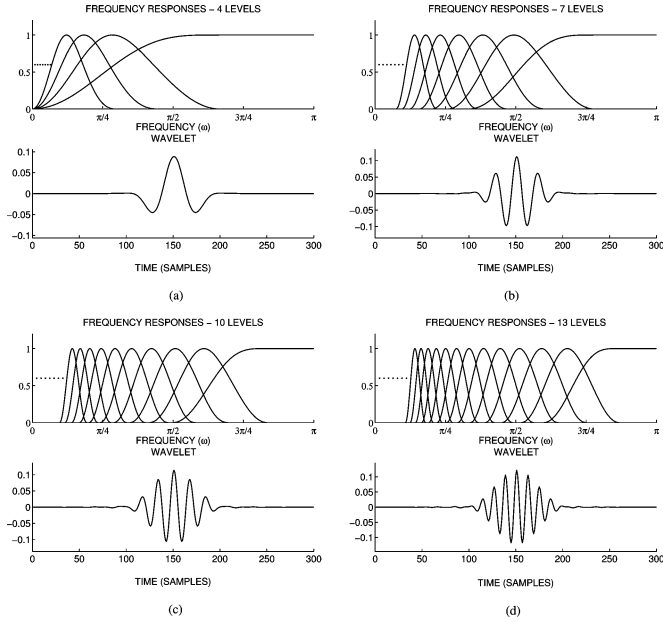 FREQUENCY RESPONSES – 4 LEVELS
1
0.5
0
0 π/4 π/2 3π/4 π
FREQUENCY (ω)
WAVELET
0.1
0.05
0
−0.05
−0.1
0 50 100 150 200 250 300
TIME (SAMPLES)
(a)
FREQUENCY RESPONSES – 7 LEVELS
1
0.5
0
0 π/4 π/2 3π/4 π
FREQUENCY (ω)
WAVELET
0.1
0.05
0
−0.05
−0.1
0 50 100 150 200 250 300
TIME (SAMPLES)
(b)
FREQUENCY RESPONSES – 10 LEVELS
1
0.5
0
0 π/4 π/2 3π/4 π
FREQUENCY (ω)
WAVELET
0.1
0.05
0
−0.05
−0.1
0 50 100 150 200 250 300
TIME (SAMPLES)
(c)
FREQUENCY RESPONSES – 13 LEVELS
1
0.5
0
0 π/4 π/2 3π/4 π
FREQUENCY (ω)
WAVELET
0.1
0.05
0
−0.05
−0.1
0 50 100 150 200 250 300
TIME (SAMPLES)
(d)